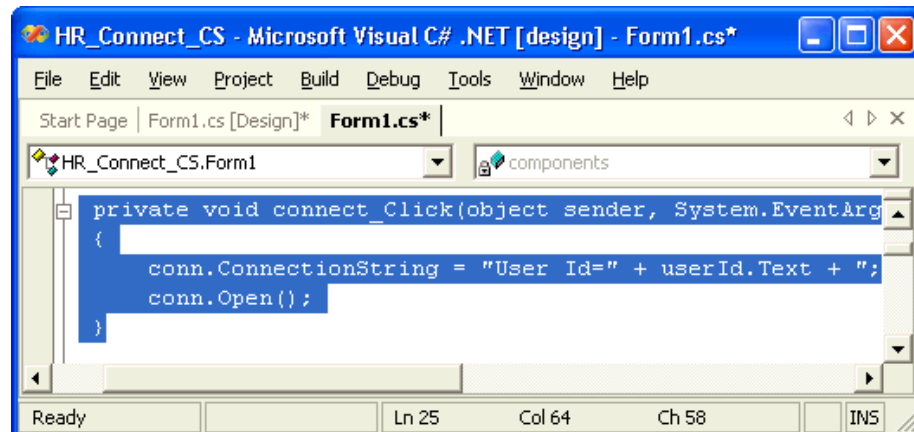 HR_Connect_CS - Microsoft Visual C# .NET [design] - Form1.cs*
File Edit View Project Build Debug Tools Window Help
Start Page Form1.cs [Design]* Form1.cs*
HR_Connect_CS.Form1 components
private void connect_Click(object sender, System.EventArg
{
conn.ConnectionString = "User Id=" + userId.Text + ";
conn.Open();
}
Ready Ln 25 Col 64 Ch 58 INS